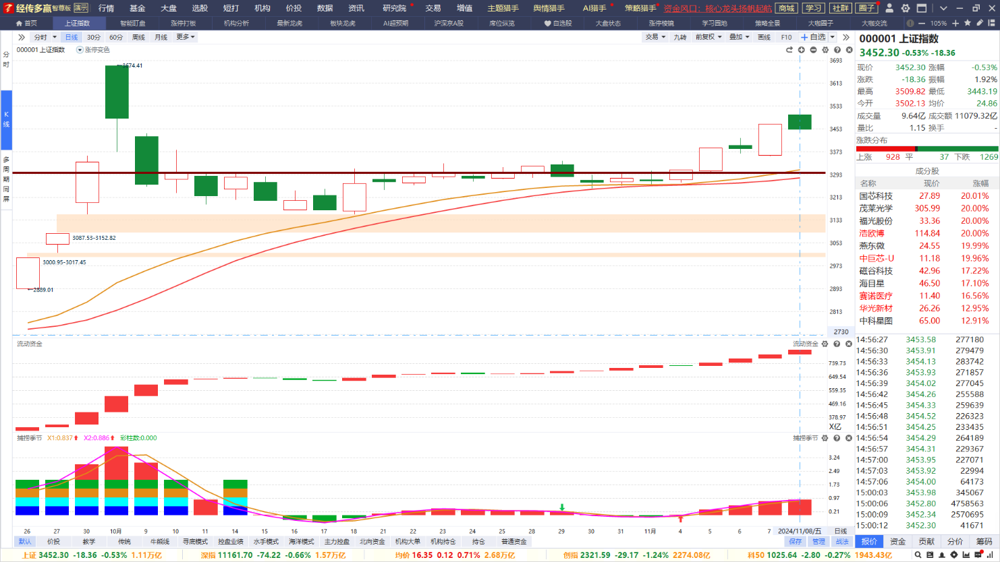 经传多赢 智尊版 演示 行情 基金 大盘 选股 短打 机构 价投 数据 资讯 研究院 交易 增值 主题猎手 舆情猎手 AI猎手 策略猎手 资金风口：核心龙头扬帆起航 商城 学习 社群 圈子
首页 上证指数 智能盯盘 涨停打板 机构分析 最新龙虎 板块龙虎 AI超预期 沪深京A股 席位纵览 自选股 大盘状态 涨停棱镜 学习园地 策略全景 大咖圈子 大咖交流 105%
分时 日线 30分 60分 周线 月线 更多 交易 九转 前复权 叠加 画线 F10 自选
000001 上证指数 涨停变色
分时
K线
多周期同屏
3674.41
3087.53-3152.82
3000.95-3017.45
2889.01
3693
3613
3533
3453
3373
3293
3213
3133
3053
2973
2893
2813
2730
流动资金 流动资金
739.73
649.54
559.35
469.16
378.97
X亿
捕捞季节 X1:0.837 X2:0.886 彩柱数:0.000 捕捞季节
3.24
2.49
1.73
0.97
0.21
26 27 30 10月 9 10 11 14 15 16 17 18 21 22 23 24 25 28 29 30 31 11月 4 5 6 7 2024/11/08/五 日线
默认 价投 教学 传统 牛熊线 寻底模式 控盘业绩 水手模式 海洋模式 主力控盘 北向资金 机构大单 机构持仓 持仓 普通资金 保存 管理 战法
000001 上证指数
3452.30 -0.53% -18.36
现价 3452.30 涨幅 -0.53%
涨跌 -18.36 振幅 1.92%
最高 3509.82 最低 3443.19
今开 3502.13 均价 24.86
成交量 9.64亿 成交额 11079.32亿
量比 1.15 换手 -
涨跌分布
上涨 928 平 37 下跌 1269
成分股
名称 现价 涨幅
国芯科技 27.89 20.01%
茂莱光学 305.99 20.00%
福光股份 33.36 20.00%
浩欧博 114.84 20.00%
燕东微 24.55 19.99%
中巨芯-U 11.18 19.96%
磁谷科技 42.96 17.22%
海目星 46.50 17.10%
赛诺医疗 11.40 16.56%
华光新材 26.26 12.95%
中科星图 65.00 12.91%
14:56:27 3453.58 277180
14:56:30 3453.91 279479
14:56:33 3454.13 283742
14:56:36 3453.93 271857
14:56:39 3454.02 277045
14:56:42 3454.26 255588
14:56:45 3454.33 259639
14:56:48 3454.52 226323
14:56:51 3454.25 233435
14:56:54 3454.29 264189
14:56:57 3454.31 229367
14:57:00 3453.95 227071
14:57:03 3453.92 22994
14:57:06 3454.00 64173
15:00:03 3453.98 345067
15:00:06 3452.80 4758563
15:00:09 3452.34 2570695
15:00:12 3452.30 41671
报价 资金 贡献 分价 筹码
上证 3452.30 -18.36 -0.53% 1.11万亿 深指 11161.70 -74.22 -0.66% 1.57万亿 均价 16.35 0.12 0.71% 2.68万亿 创指 2321.59 -29.17 -1.24% 2274.08亿 科50 1025.64 -2.80 -0.27% 1943.43亿